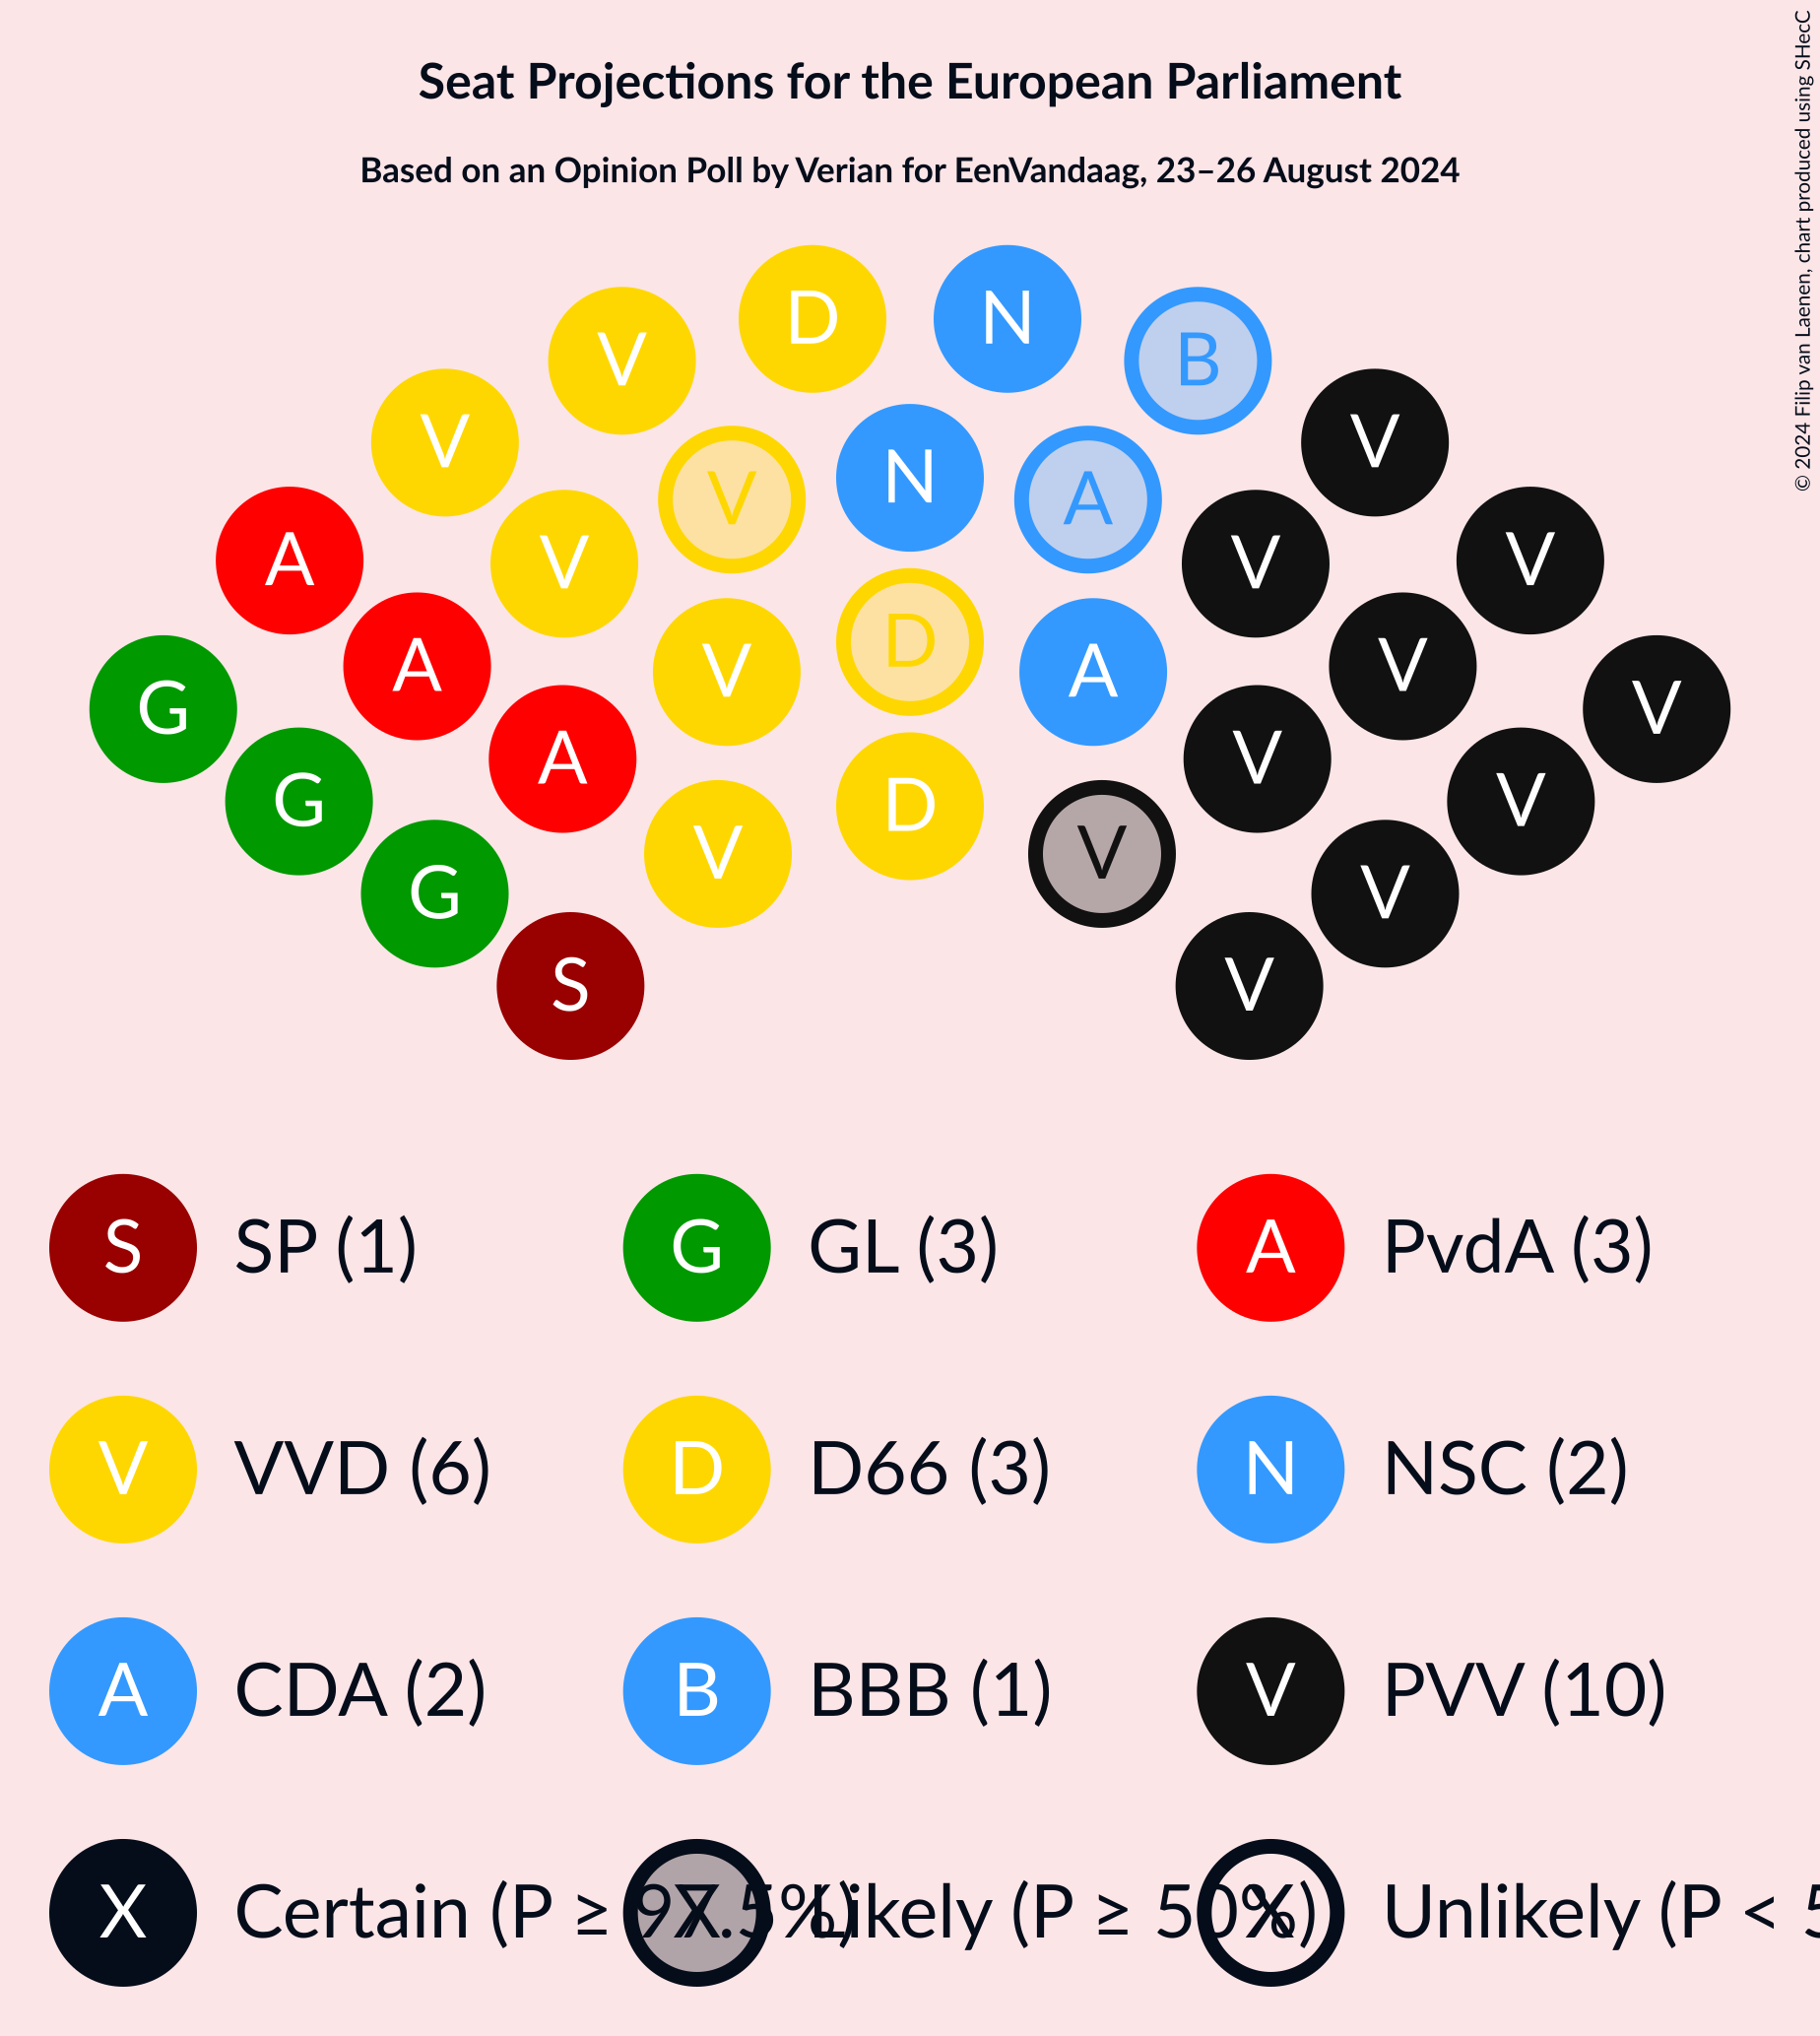 Seat Projections for the European Parliament
Based on an Opinion Poll by Verian for EenVandaag, 23–26 August 2024
© 2024 Filip van Laenen, chart produced using SHecC
D N
V B
V V
N
V A
A V V V
D
A V A V
G A V V
D
G V V V
G V
S V
S SP (1) G GL (3) A PvdA (3)
V VVD (6) D D66 (3) N NSC (2)
A CDA (2) B BBB (1) V PVV (10)
X Certain (P ≥ 97.5%) X Likely (P ≥ 50%) X Unlikely (P < 5